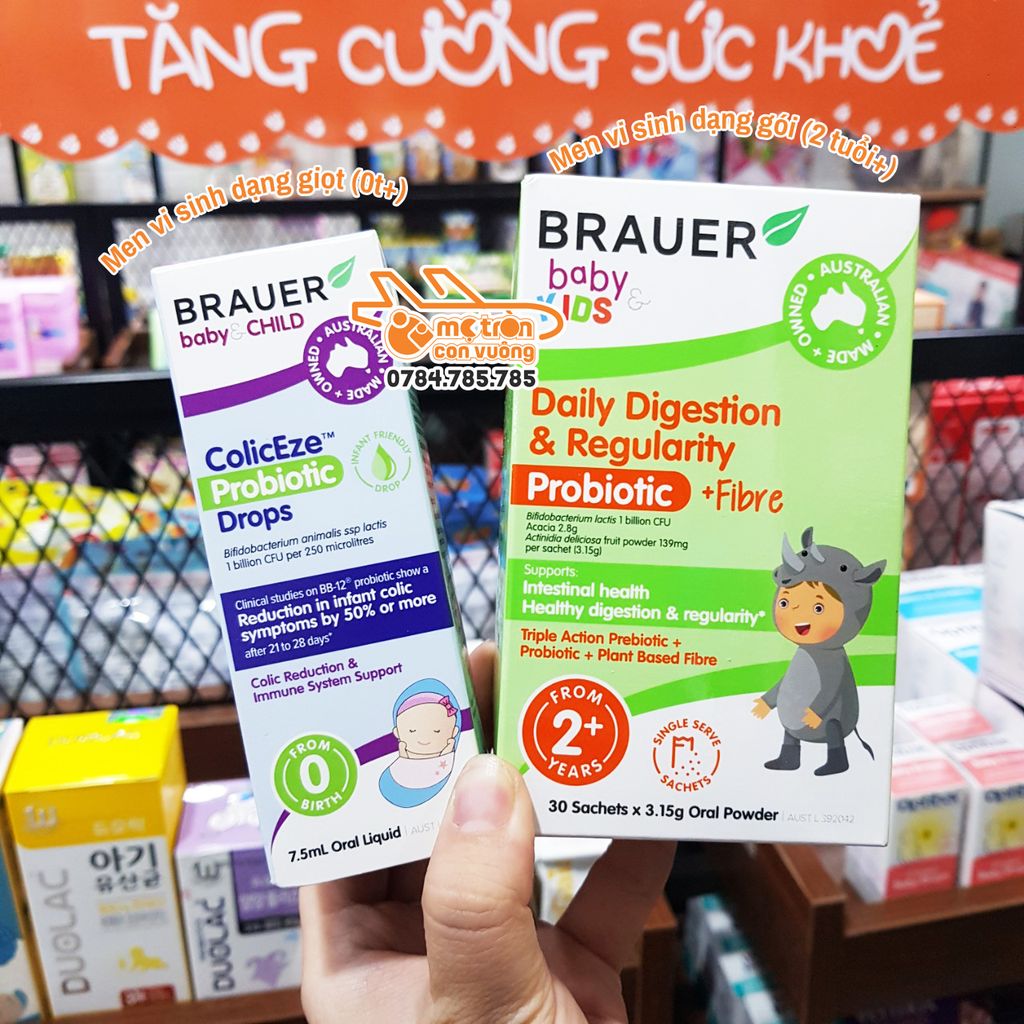 TĂNG CƯỜNG SỨC KHOẺ
Men vi sinh dạng giọt (0t+)
Men vi sinh dạng gói (2 tuổi+)
BRAUER
baby & CHILD
AUSTRALIAN MADE + OWNED
ColicEze™
Probiotic
Drops
INFANT FRIENDLY
DROP
Bifidobacterium animalis ssp lactis
1 billion CFU per 250 microlitres
Clinical studies on BB-12® probiotic show a
Reduction in infant colic
symptoms by 50% or more
after 21 to 28 days*
Colic Reduction &
Immune System Support
FROM
0
BIRTH
7.5mL Oral Liquid
AUST L
mẹ tròn
con vuông
0784.785.785
BRAUER
baby &
KIDS
AUSTRALIAN MADE + OWNED
Daily Digestion
& Regularity
Probiotic +Fibre
Bifidobacterium lactis 1 billion CFU
Acacia 2.8g
Actinidia deliciosa fruit powder 139mg
per sachet (3.15g)
Supports:
Intestinal health
Healthy digestion & regularity*
Triple Action Prebiotic +
Probiotic + Plant Based Fibre
FROM
2+
YEARS
SINGLE SERVE
SACHETS
30 Sachets x 3.15g Oral Powder
AUST L 392042
DUOLAC
아기
유산균
DUOLAC